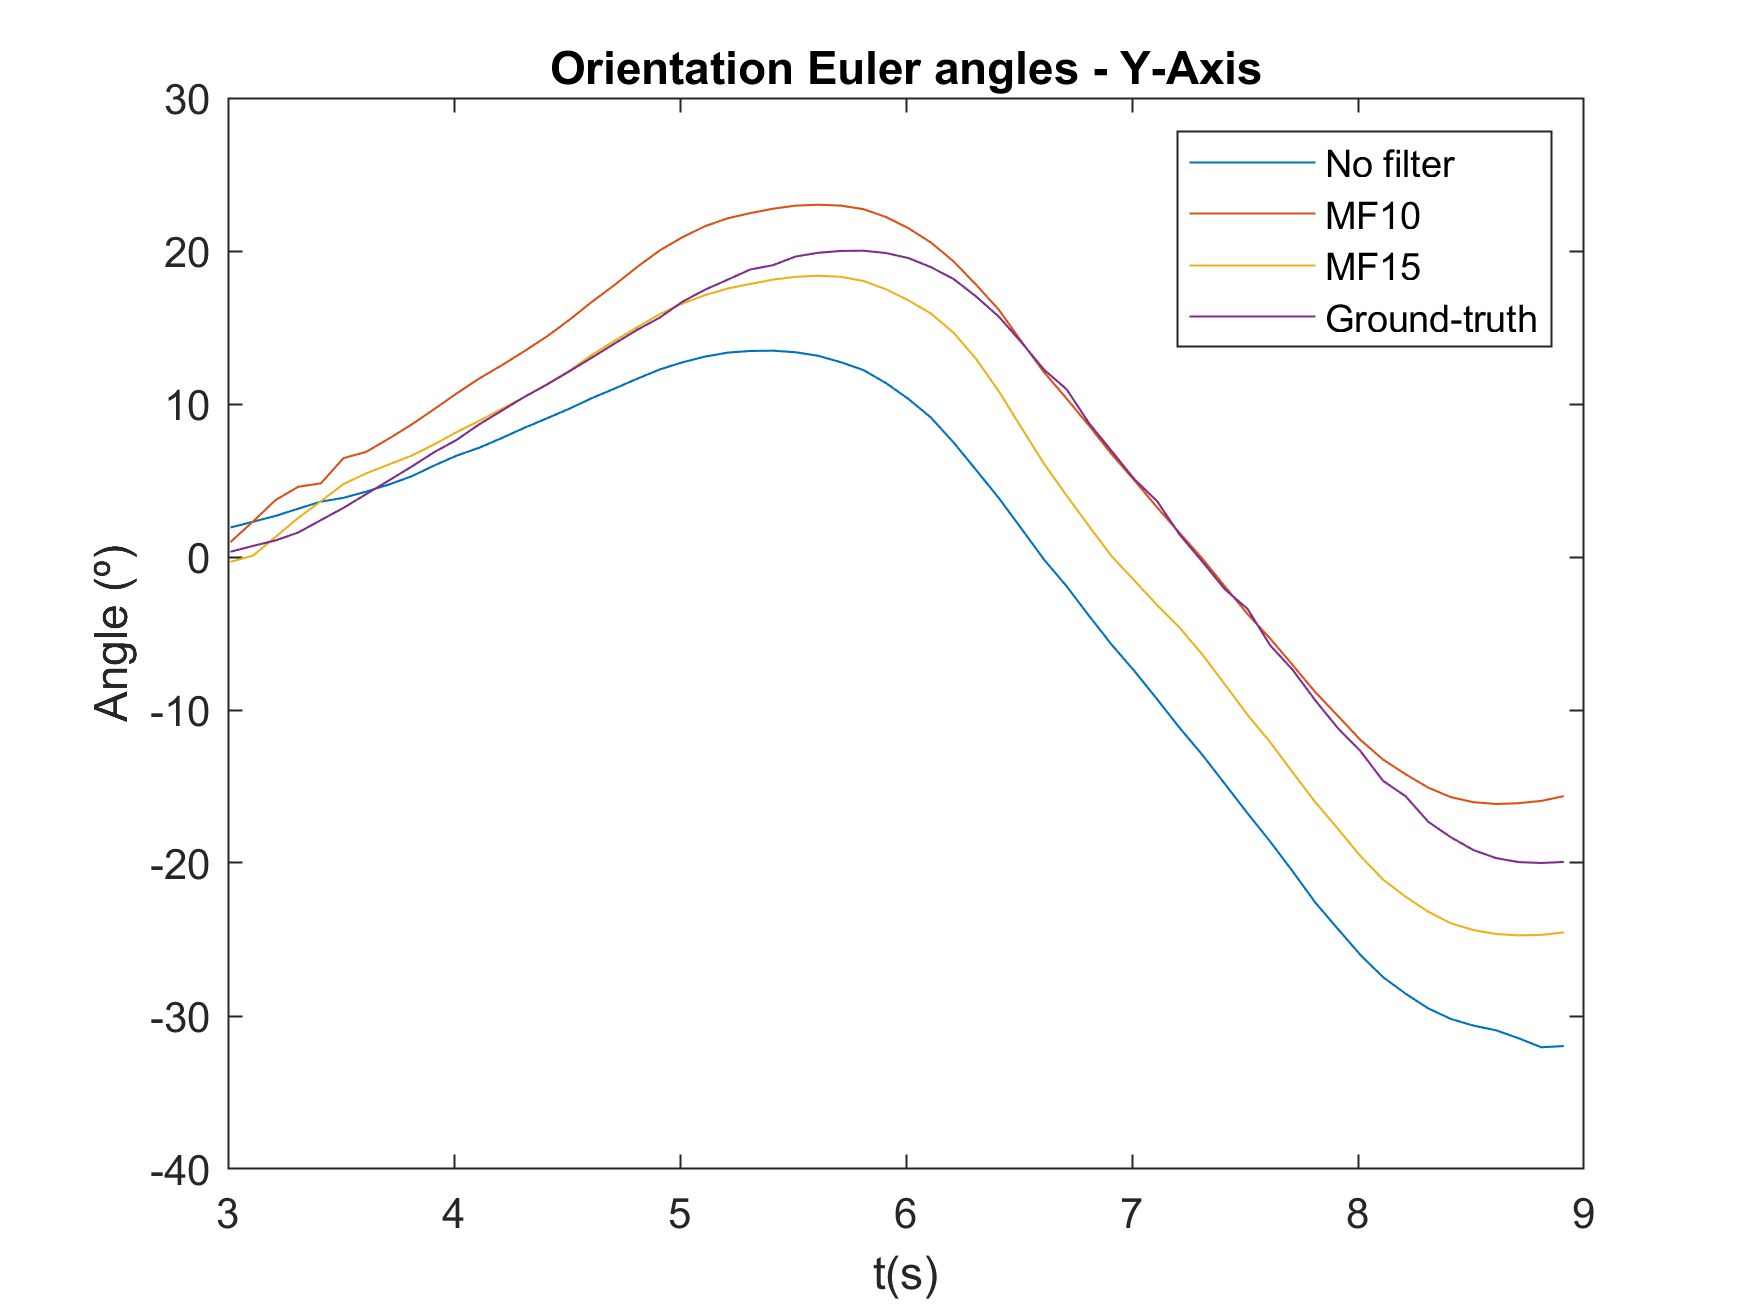 Orientation Euler angles - Y-Axis
30
20
10
0
-10
-20
-30
-40
Angle (º)
3 4 5 6 7 8 9
t(s)
No filter
MF10
MF15
Ground-truth